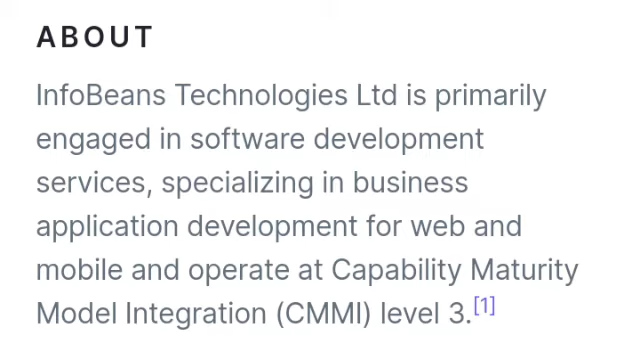 ABOUT
InfoBeans Technologies Ltd is primarily
engaged in software development
services, specializing in business
application development for web and
mobile and operate at Capability Maturity
Model Integration (CMMI) level 3.[1]